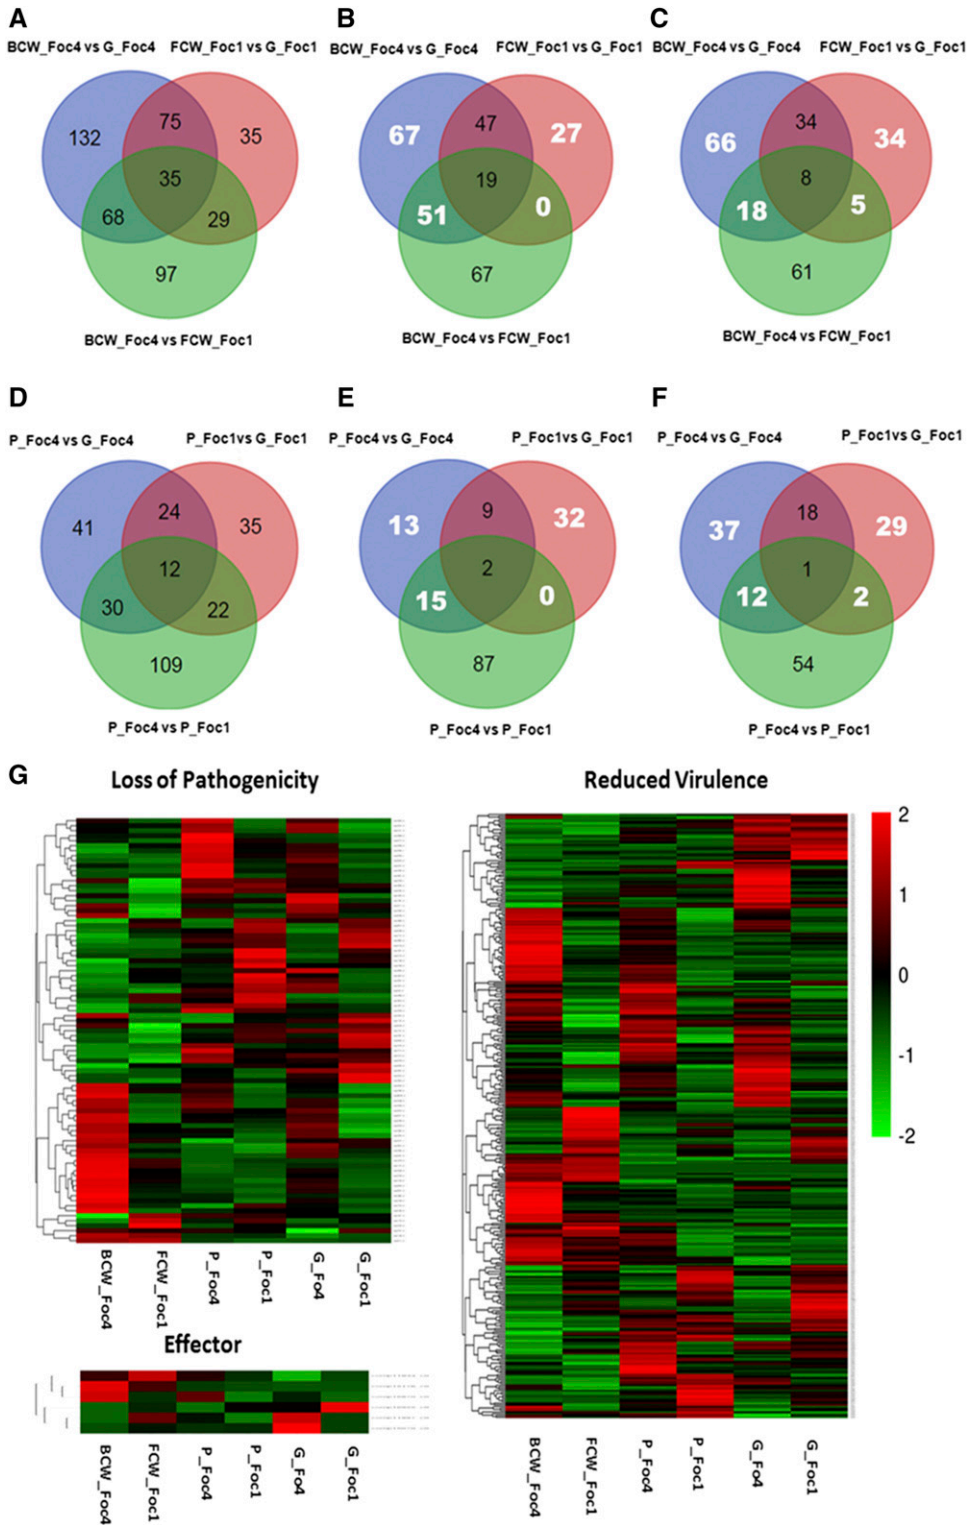 A
B
C
BCW_Foc4 vs G_Foc4
FCW_Foc1 vs G_Foc1
BCW_Foc4 vs G_Foc4
FCW_Foc1 vs G_Foc1
BCW_Foc4 vs G_Foc4
FCW_Foc1 vs G_Foc1
132
75
35
35
68
29
97
67
47
27
19
51
0
67
66
34
34
8
18
5
61
BCW_Foc4 vs FCW_Foc1
BCW_Foc4 vs FCW_Foc1
BCW_Foc4 vs FCW_Foc1
D
E
F
P_Foc4 vs G_Foc4
P_Foc1vs G_Foc1
P_Foc4 vs G_Foc4
P_Foc1vs G_Foc1
P_Foc4 vs G_Foc4
P_Foc1vs G_Foc1
41
24
35
12
30
22
109
13
9
32
2
15
0
87
37
18
29
1
12
2
54
P_Foc4 vs P_Foc1
P_Foc4 vs P_Foc1
P_Foc4 vs P_Foc1
G
Loss of Pathogenicity
BCW_Foc4
FCW_Foc1
P_Foc4
P_Foc1
G_Fo4
G_Foc1
Effector
BCW_Foc4
FCW_Foc1
P_Foc4
P_Foc1
G_Fo4
G_Foc1
Reduced Virulence
2
1
0
-1
-2
BCW_Foc4
FCW_Foc1
P_Foc4
P_Foc1
G_Fo4
G_Foc1